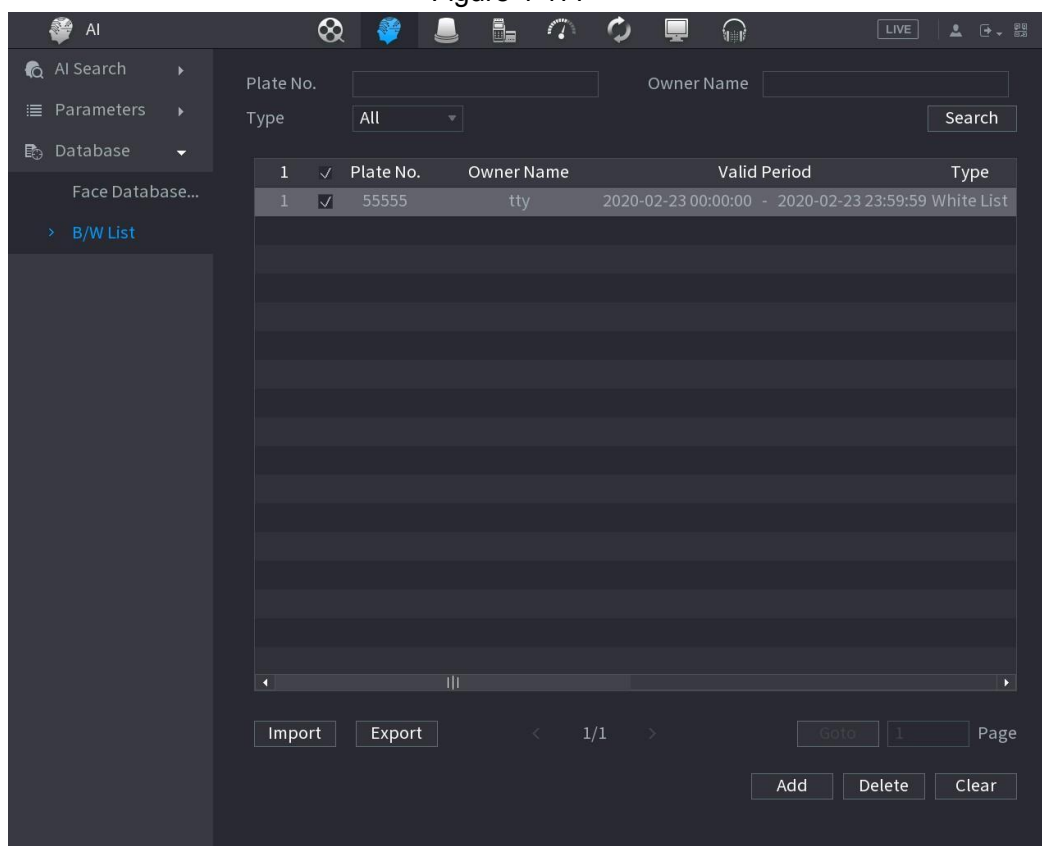 AI
LIVE
AI Search
Parameters
Database
Face Database...
B/W List
Plate No.
Owner Name
Type
All
Search
1 Plate No. Owner Name Valid Period Type
1 55555 tty 2020-02-23 00:00:00 - 2020-02-23 23:59:59 White List
Import
Export
1/1
Goto
1
Page
Add
Delete
Clear